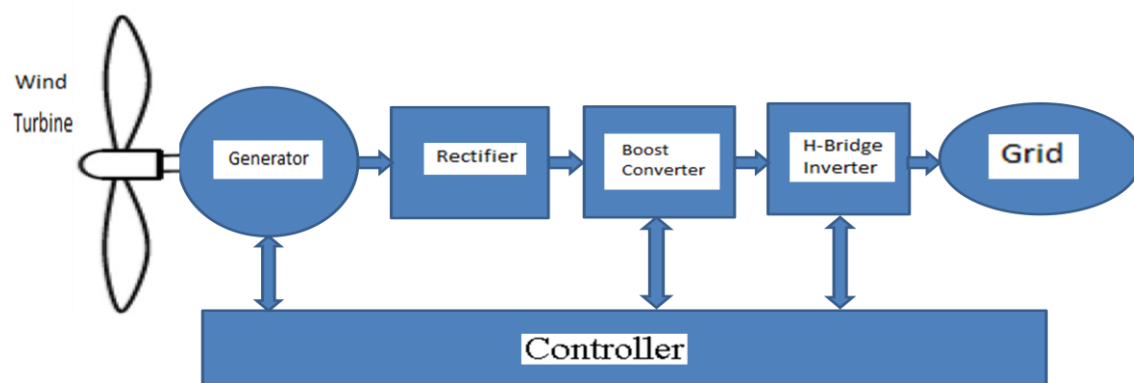 Wind
Turbine
Generator
Rectifier
Boost
Converter
H-Bridge
Inverter
Grid
Controller